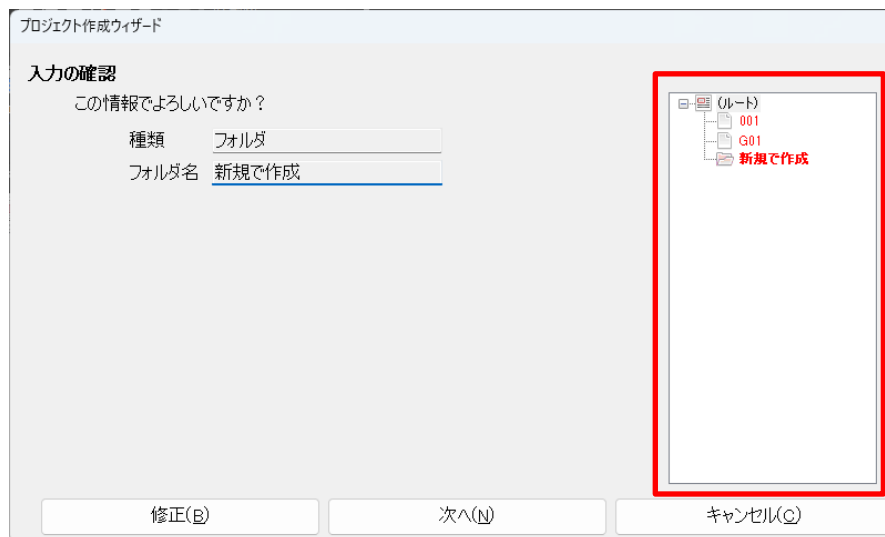 プロジェクト作成ウィザード
入力の確認
この情報でよろしいですか?
種類 フォルダ
フォルダ名 新規で作成
(ルート)
001
G01
新規で作成
修正(B) 次へ(N) キャンセル(C)